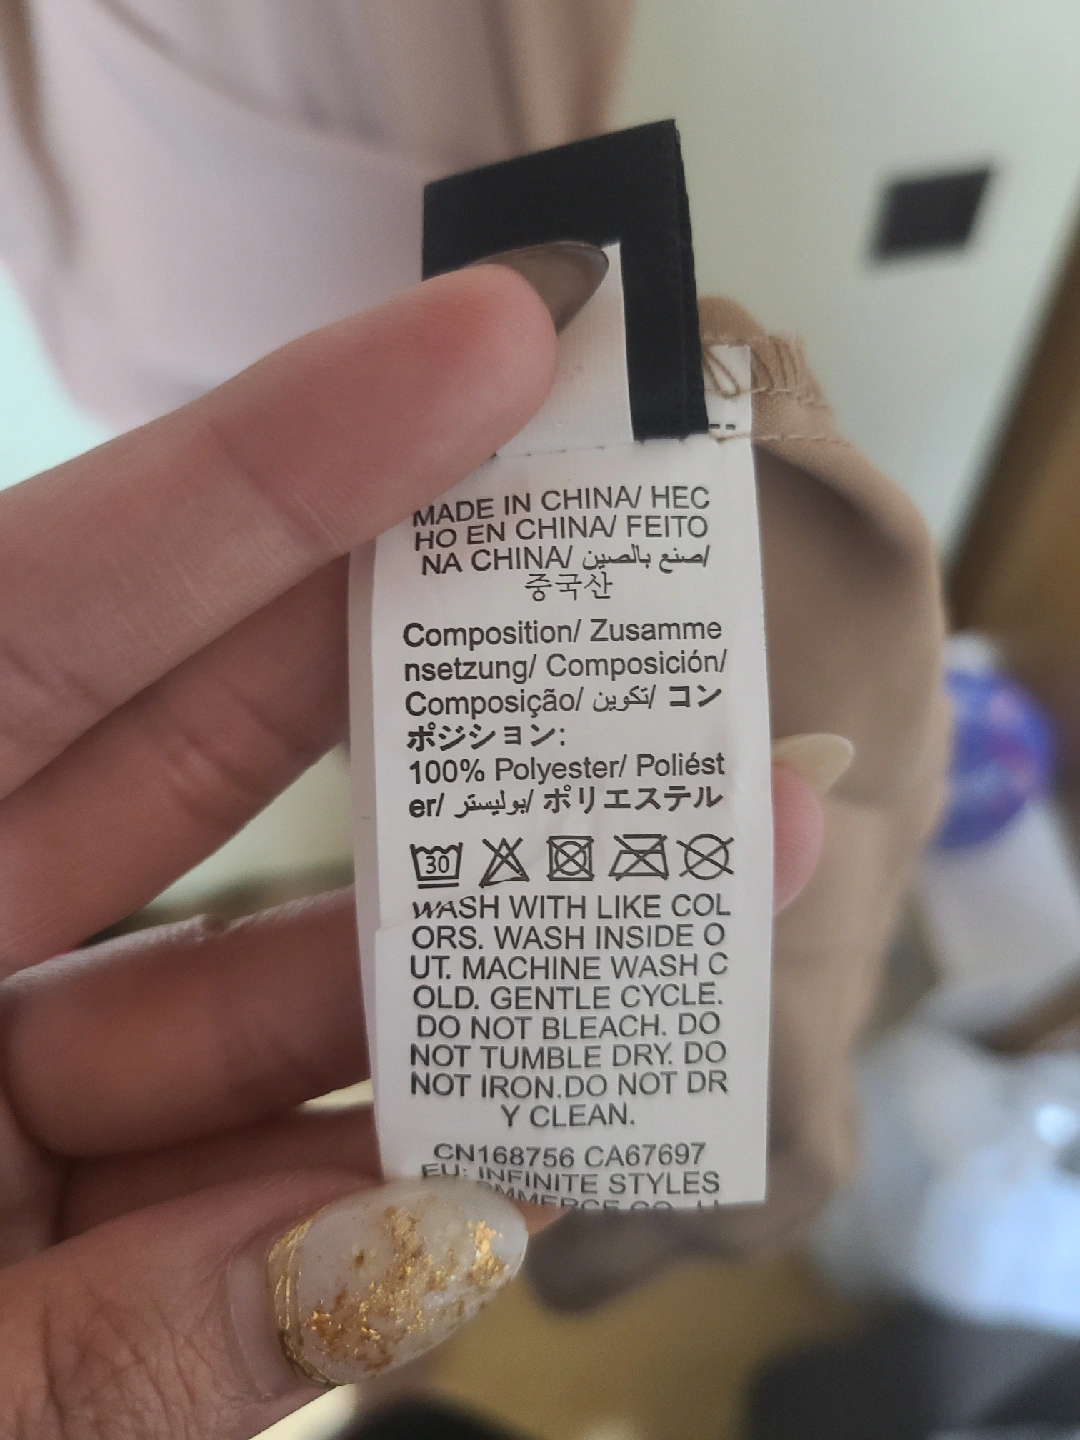 MADE IN CHINA/ HEC
HO EN CHINA/ FEITO
NA CHINA/ صنع بالصين/
중국산
Composition/ Zusamme
nsetzung/ Composición/
Composição/ تكوين/ コン
ポジション:
100% Polyester/ Poliést
er/ بوليستر/ ポリエステル
30
WASH WITH LIKE COL
ORS. WASH INSIDE O
UT. MACHINE WASH C
OLD. GENTLE CYCLE.
DO NOT BLEACH. DO
NOT TUMBLE DRY. DO
NOT IRON.DO NOT DR
Y CLEAN.
CN168756 CA67697
EU: INFINITE STYLES